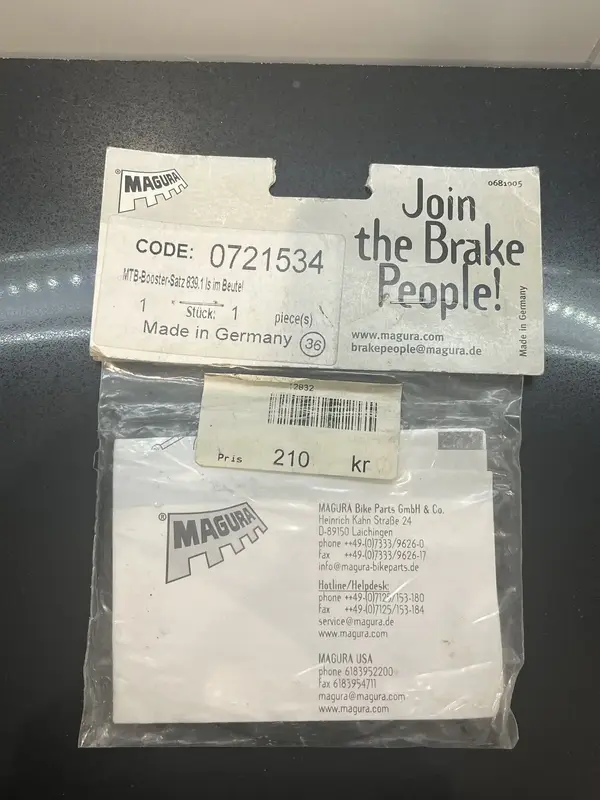 ® MAGURA
CODE: 0721534
MTB-Booster-Satz 839.1 ls im Beutel
1 Stück: 1 piece(s)
Made in Germany 36
0681905
Join
the Brake
People!
www.magura.com
brakepeople@magura.de
Made in Germany
12832
Pris 210 kr
® MAGURA
MAGURA Bike Parts GmbH & Co.
Heinrich Kahn Straße 24
D-89150 Laichingen
phone ++49-(0)7333/9626-0
fax ++49-(0)7333/9626-17
info@magura-bikeparts.de
Hotline/Helpdesk:
phone ++49-(0)7125/153-180
fax ++49-(0)7125/153-184
service@magura.de
www.magura.com
MAGURA USA
phone 6183952200
fax 6183954711
magura@magura.com
www.magura.com